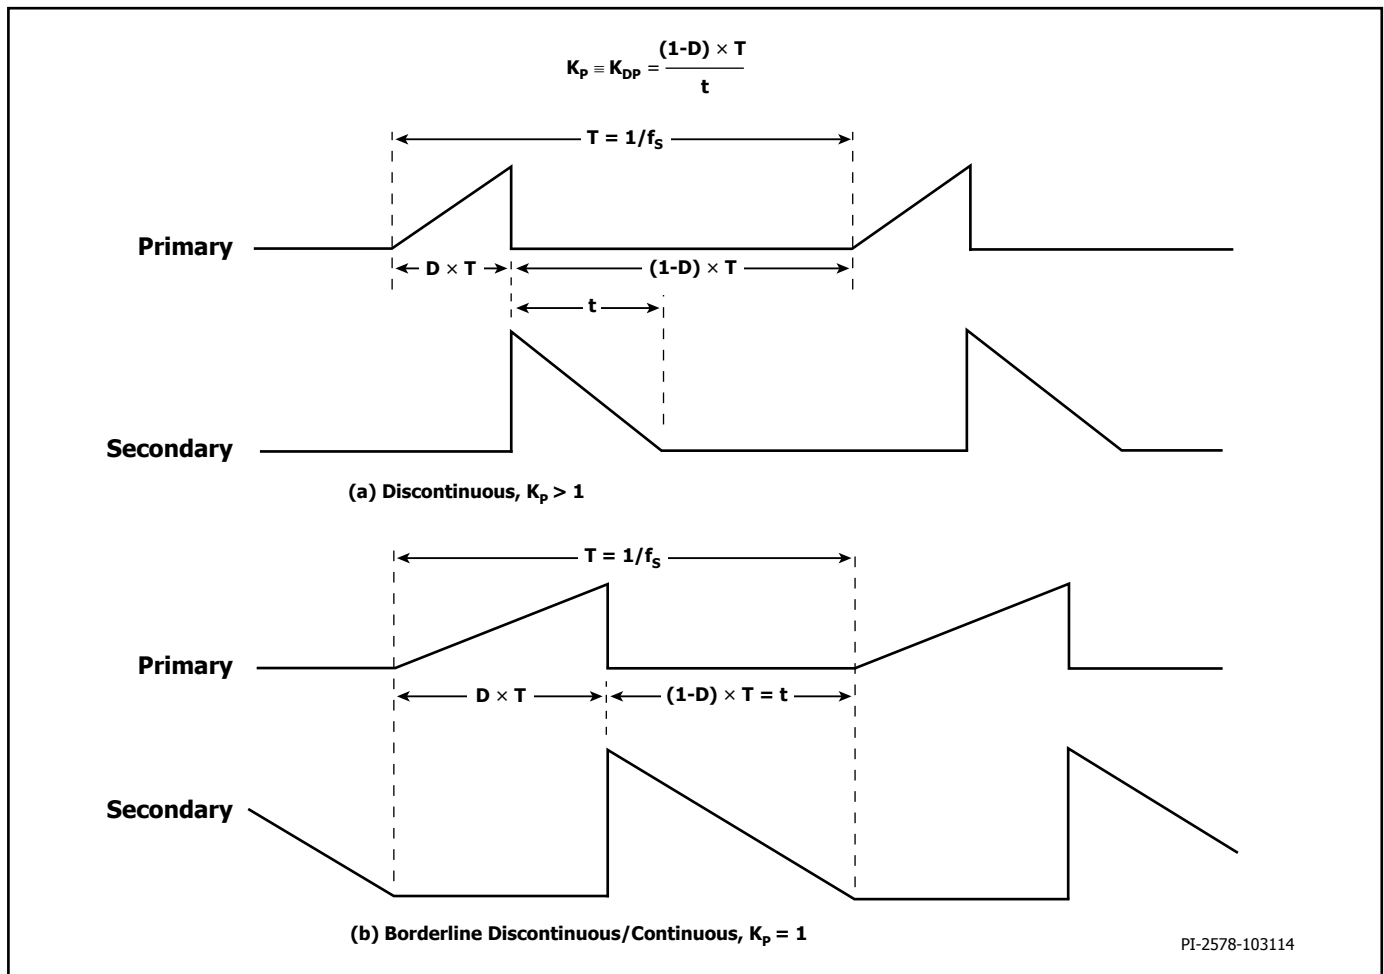 (1-D) × T
K_P ≡ K_DP = 
t
T = 1/f_S
Primary
D × T
(1-D) × T
t
Secondary
(a) Discontinuous, K_P > 1
T = 1/f_S
Primary
D × T
(1-D) × T = t
Secondary
(b) Borderline Discontinuous/Continuous, K_P = 1
PI-2578-103114